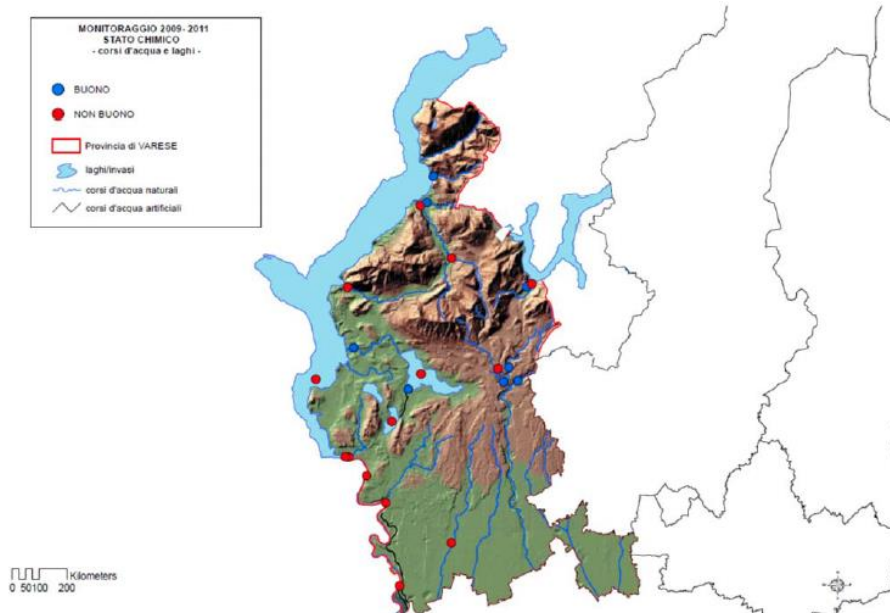 MONITORAGGIO 2009- 2011
STATO CHIMICO
- corsi d'acqua e laghi -
BUONO
NON BUONO
Provincia di VARESE
laghi/invasi
corsi d'acqua naturali
corsi d'acqua artificiali
Kilometers
0 50100 200